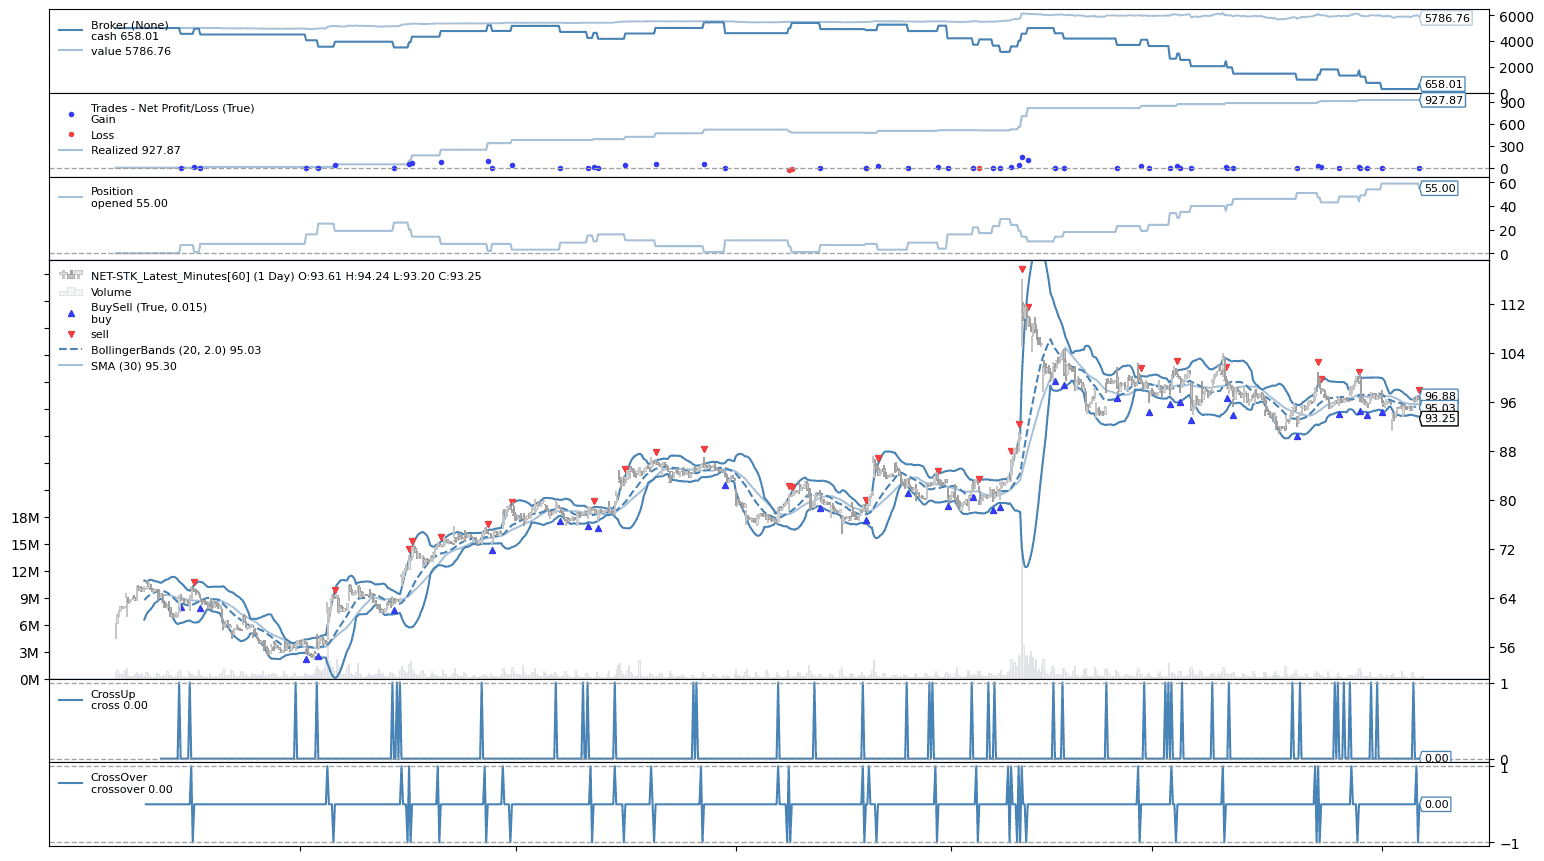 Broker (None)
cash 658.01
value 5786.76
6000
4000
2000
0
5786.76
658.01
Trades - Net Profit/Loss (True)
Gain
Loss
Realized 927.87
900
600
300
0
927.87
Position
opened 55.00
60
40
20
0
55.00
NET-STK_Latest_Minutes[60] (1 Day) O:93.61 H:94.24 L:93.20 C:93.25
Volume
BuySell (True, 0.015)
buy
sell
BollingerBands (20, 2.0) 95.03
SMA (30) 95.30
112
104
96
88
80
72
64
56
96.88
95.03
93.25
18M
15M
12M
9M
6M
3M
0M
CrossUp
cross 0.00
1
0
0.00
CrossOver
crossover 0.00
1
0.00
−1